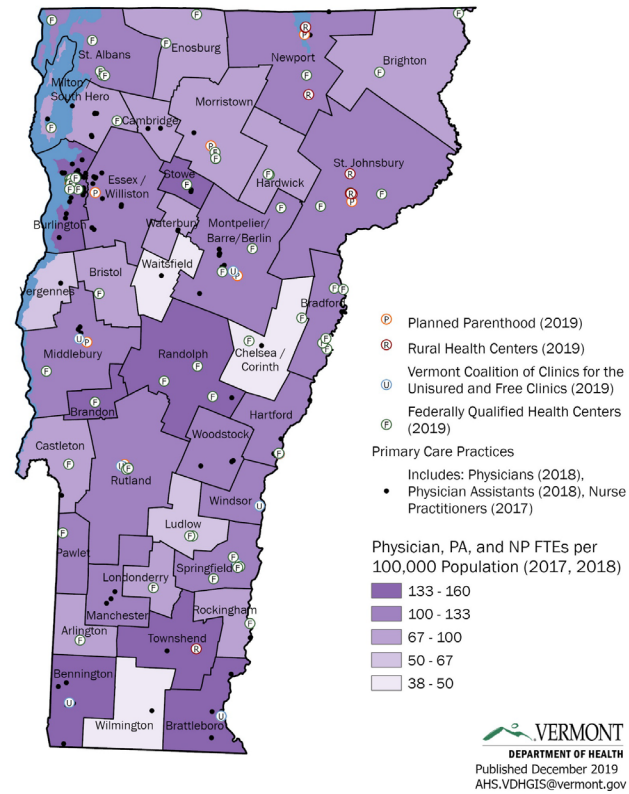 St. Albans
Enosburg
Newport
Brighton
Milton/
South Hero
Cambridge
Morristown
St. Johnsbury
Hardwick
Essex /
Williston
Stowe
Burlington
Waterbury
Montpelier/
Barre/Berlin
Waitsfield
Bristol
Vergennes
Bradford
Middlebury
Randolph
Chelsea /
Corinth
Brandon
Hartford
Woodstock
Castleton
Rutland
Windsor
Ludlow
Pawlet
Springfield
Londonderry
Manchester
Rockingham
Arlington
Townshend
Bennington
Wilmington
Brattleboro
P Planned Parenthood (2019)
R Rural Health Centers (2019)
U Vermont Coalition of Clinics for the
Unisured and Free Clinics (2019)
F Federally Qualified Health Centers
(2019)
Primary Care Practices
Includes: Physicians (2018),
Physician Assistants (2018), Nurse
Practitioners (2017)
Physician, PA, and NP FTEs per
100,000 Population (2017, 2018)
133 - 160
100 - 133
67 - 100
50 - 67
38 - 50
VERMONT
DEPARTMENT OF HEALTH
Published December 2019
AHS.VDHGIS@vermont.gov